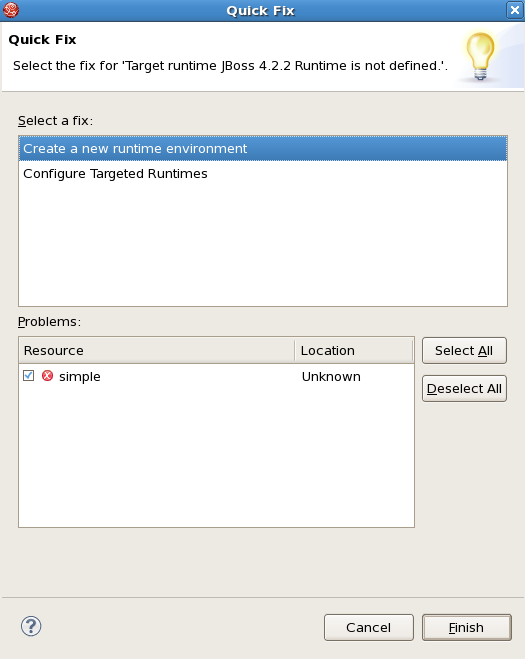 Quick Fix
Quick Fix
Select the fix for 'Target runtime JBoss 4.2.2 Runtime is not defined.'.
Select a fix:
Create a new runtime environment
Configure Targeted Runtimes
Problems:
Resource Location
simple Unknown
Select All
Deselect All
? Cancel Finish